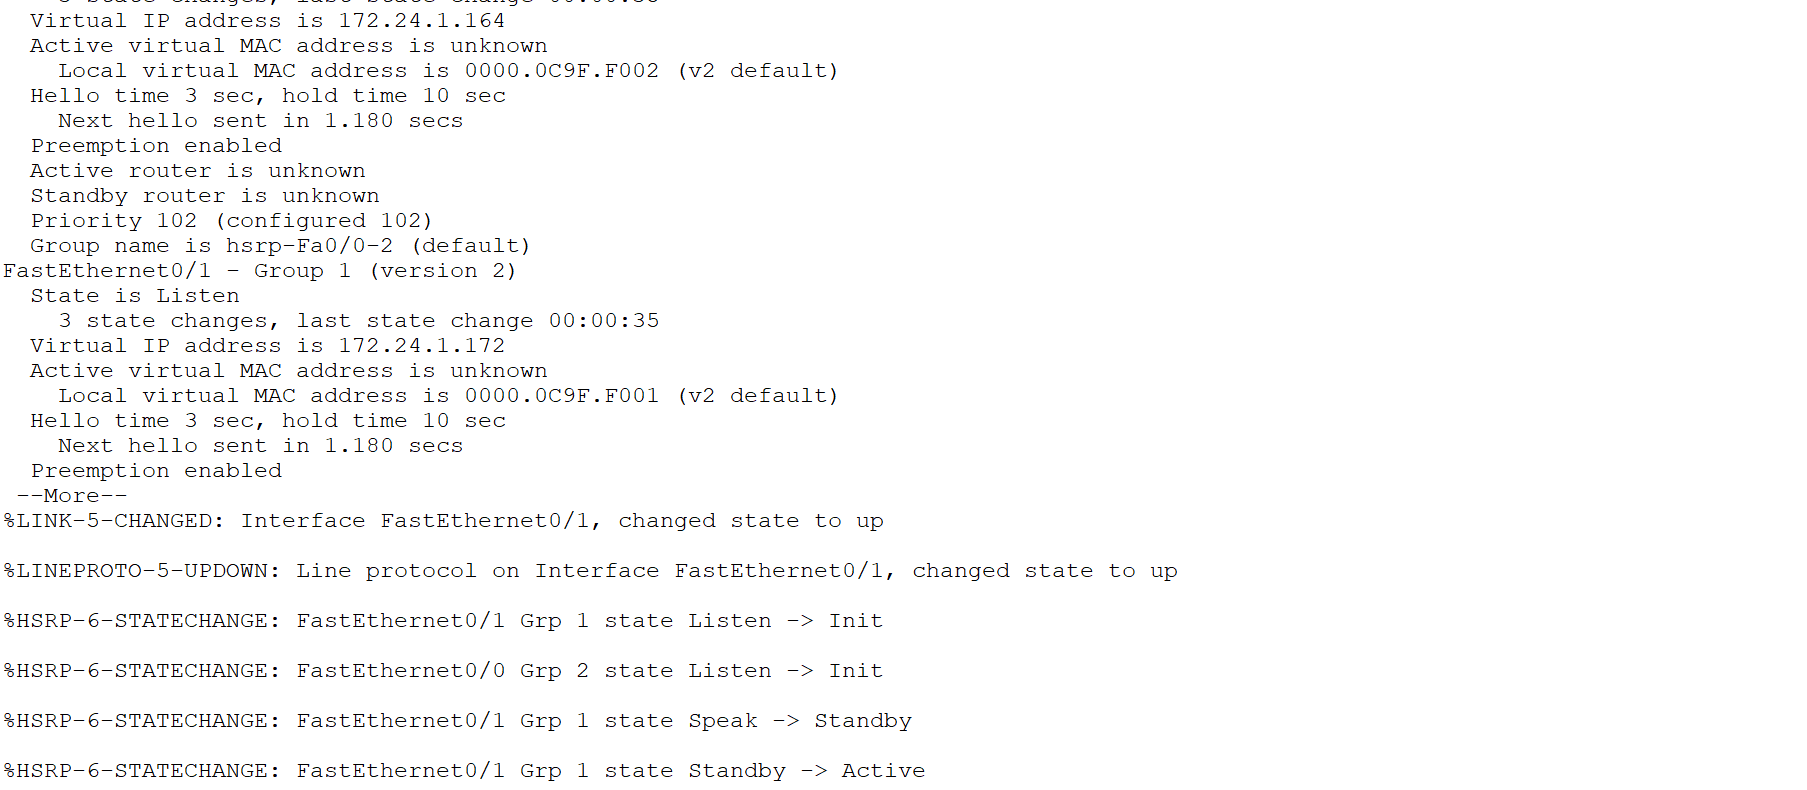 Virtual IP address is 172.24.1.164
Active virtual MAC address is unknown
Local virtual MAC address is 0000.0C9F.F002 (v2 default)
Hello time 3 sec, hold time 10 sec
Next hello sent in 1.180 secs
Preemption enabled
Active router is unknown
Standby router is unknown
Priority 102 (configured 102)
Group name is hsrp-Fa0/0-2 (default)
FastEthernet0/1 - Group 1 (version 2)
State is Listen
3 state changes, last state change 00:00:35
Virtual IP address is 172.24.1.172
Active virtual MAC address is unknown
Local virtual MAC address is 0000.0C9F.F001 (v2 default)
Hello time 3 sec, hold time 10 sec
Next hello sent in 1.180 secs
Preemption enabled
--More--
%LINK-5-CHANGED: Interface FastEthernet0/1, changed state to up
%LINEPROTO-5-UPDOWN: Line protocol on Interface FastEthernet0/1, changed state to up
%HSRP-6-STATECHANGE: FastEthernet0/1 Grp 1 state Listen -> Init
%HSRP-6-STATECHANGE: FastEthernet0/0 Grp 2 state Listen -> Init
%HSRP-6-STATECHANGE: FastEthernet0/1 Grp 1 state Speak -> Standby
%HSRP-6-STATECHANGE: FastEthernet0/1 Grp 1 state Standby -> Active